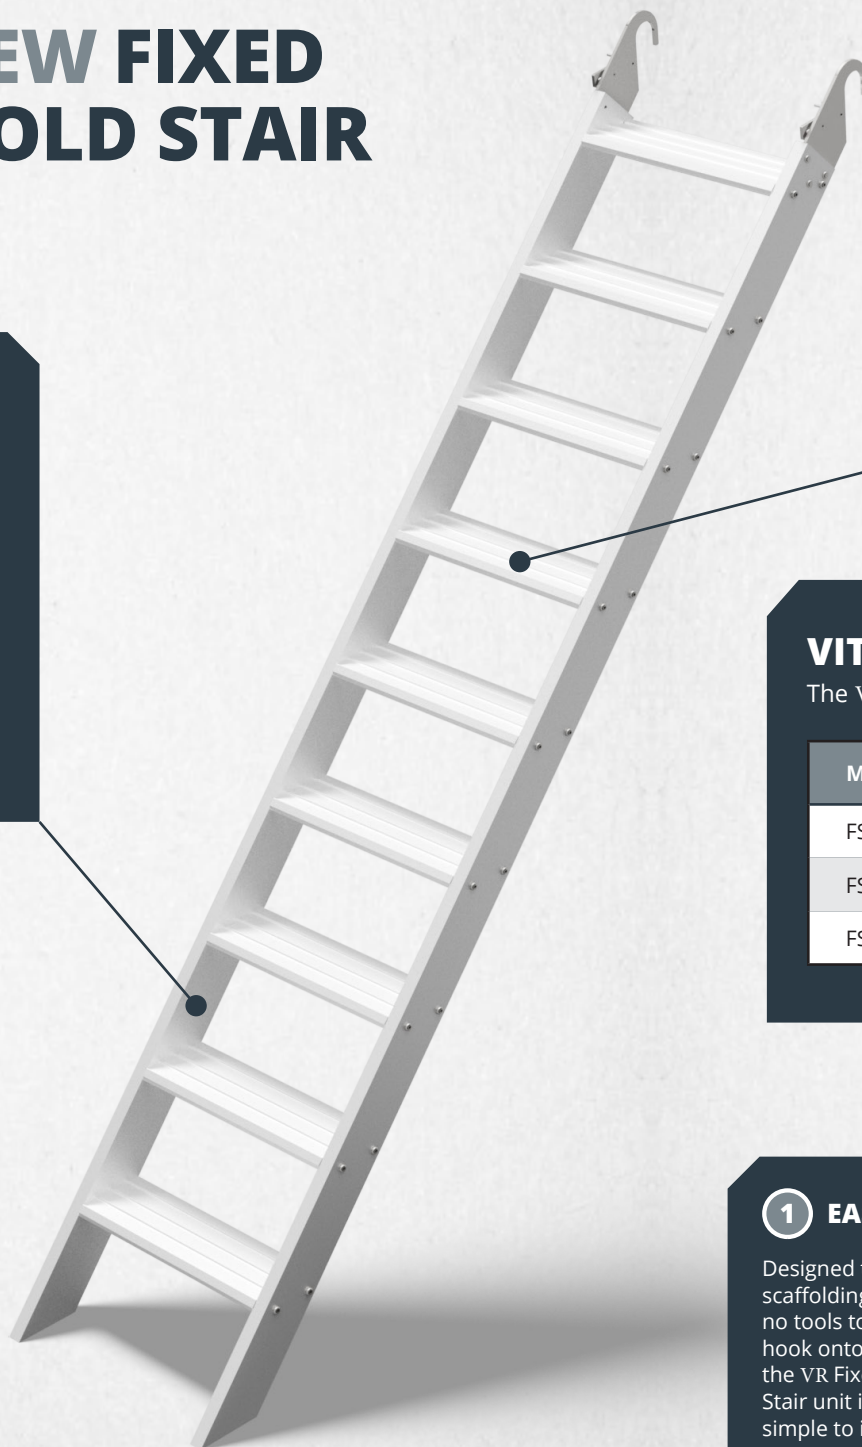 EW FIXED
OLD STAIR
VIT
The V
M
FS
FS
FS
1 EA
Designed
scaffolding
no tools to
hook onto
the VR Fix
Stair unit i
simple to i